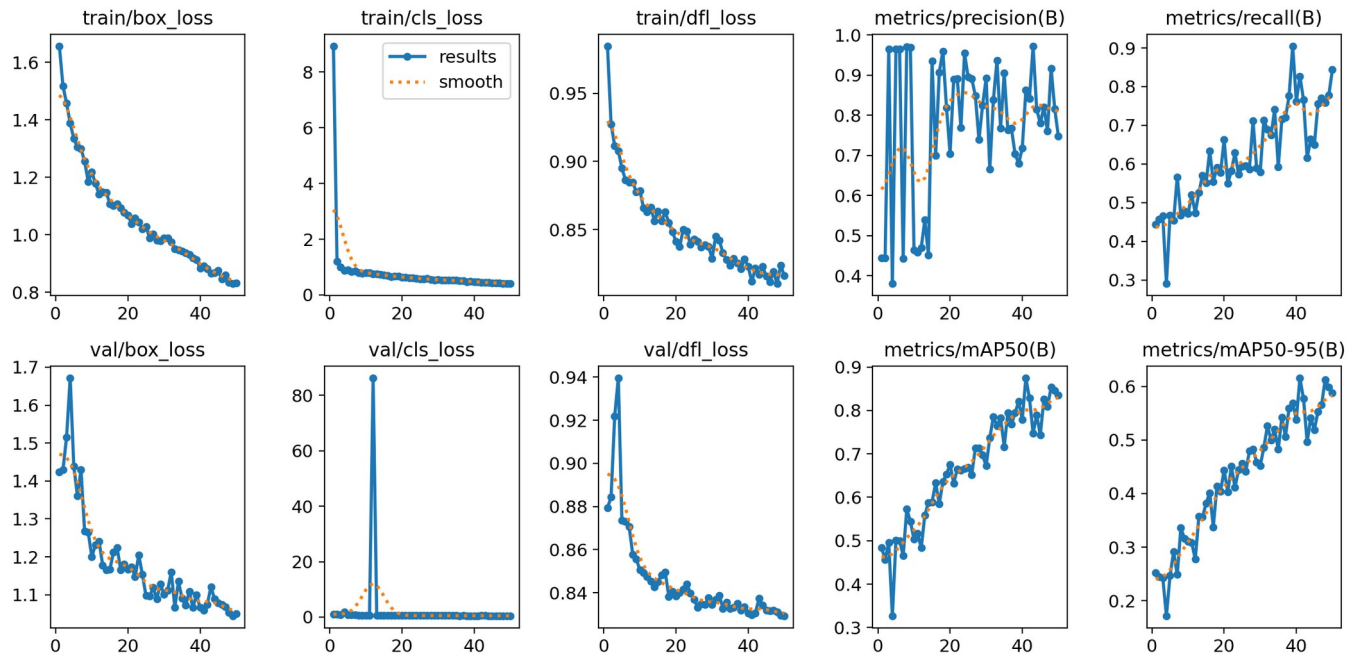 train/box_loss
train/cls_loss
train/dfl_loss
metrics/precision(B)
metrics/recall(B)
1.6
1.4
1.2
1.0
0.8
0 20 40
8
6
4
2
0
results
smooth
0 20 40
0.95
0.90
0.85
0 20 40
1.0
0.9
0.8
0.7
0.6
0.5
0.4
0 20 40
0.9
0.8
0.7
0.6
0.5
0.4
0.3
0 20 40
val/box_loss
val/cls_loss
val/dfl_loss
metrics/mAP50(B)
metrics/mAP50-95(B)
1.7
1.6
1.5
1.4
1.3
1.2
1.1
0 20 40
80
60
40
20
0
0 20 40
0.94
0.92
0.90
0.88
0.86
0.84
0 20 40
0.9
0.8
0.7
0.6
0.5
0.4
0.3
0 20 40
0.6
0.5
0.4
0.3
0.2
0 20 40